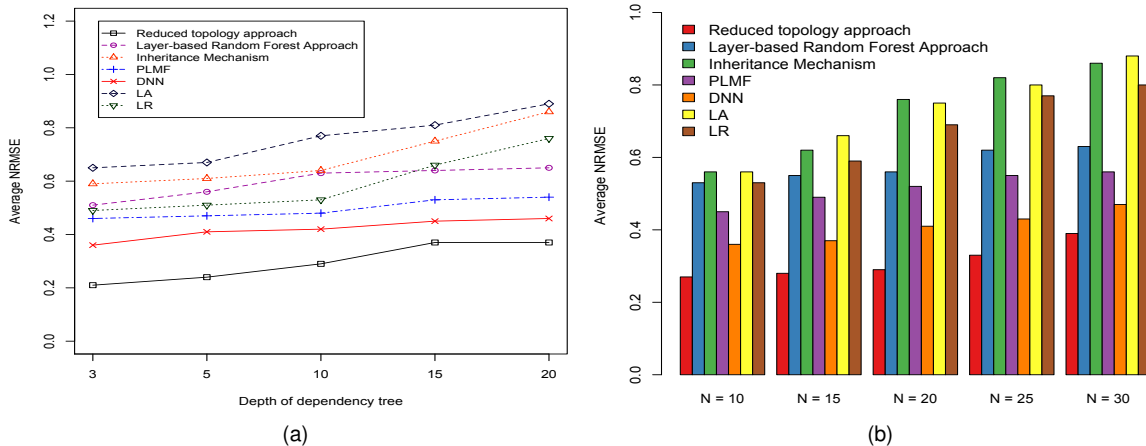 Reduced topology approach
Layer-based Random Forest Approach
Inheritance Mechanism
PLMF
DNN
LA
LR
Average NRMSE
0.0
0.2
0.4
0.6
0.8
1.0
1.2
3
5
10
15
20
Depth of dependency tree
(a)
Reduced topology approach
Layer-based Random Forest Approach
Inheritance Mechanism
PLMF
DNN
LA
LR
Average NRMSE
0.0
0.2
0.4
0.6
0.8
1.0
N = 10
N = 15
N = 20
N = 25
N = 30
(b)